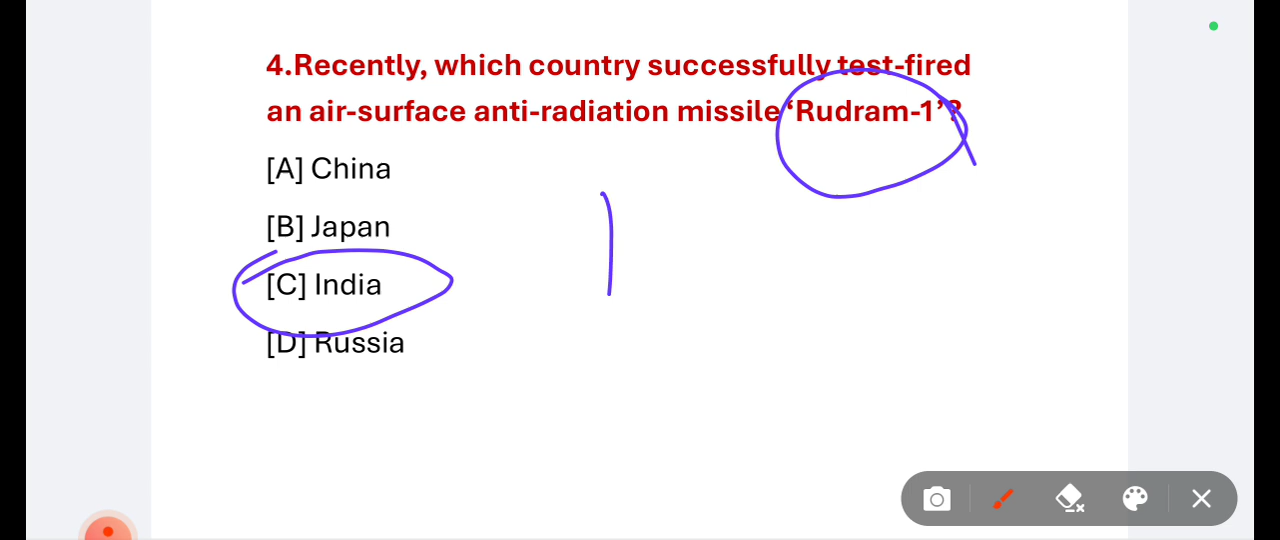 4.Recently, which country successfully test-fired
an air-surface anti-radiation missile ‘Rudram-1’?
[A] China
[B] Japan
[C] India
[D] Russia